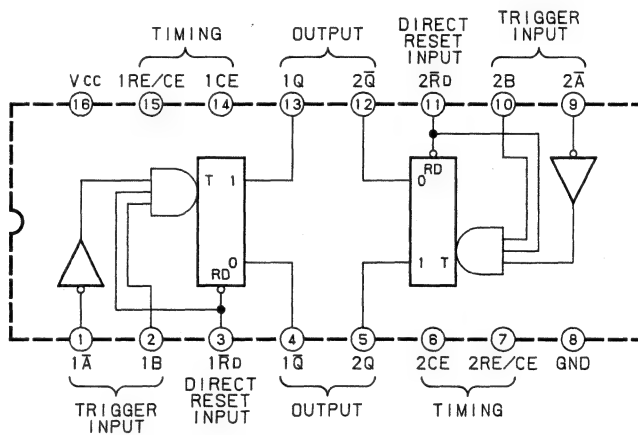 TIMING
OUTPUT
DIRECT RESET INPUT
TRIGGER INPUT
VCC 1RE/CE 1CE 1Q 2Q̅ 2R̅D 2B 2A̅
16 15 14 13 12 11 10 9
T 1 RD 0
0 RD 1 T
1 2 3 4 5 6 7 8
1A̅ 1B 1R̅D 1Q̅ 2Q 2CE 2RE/CE GND
TRIGGER INPUT
DIRECT RESET INPUT
OUTPUT
TIMING